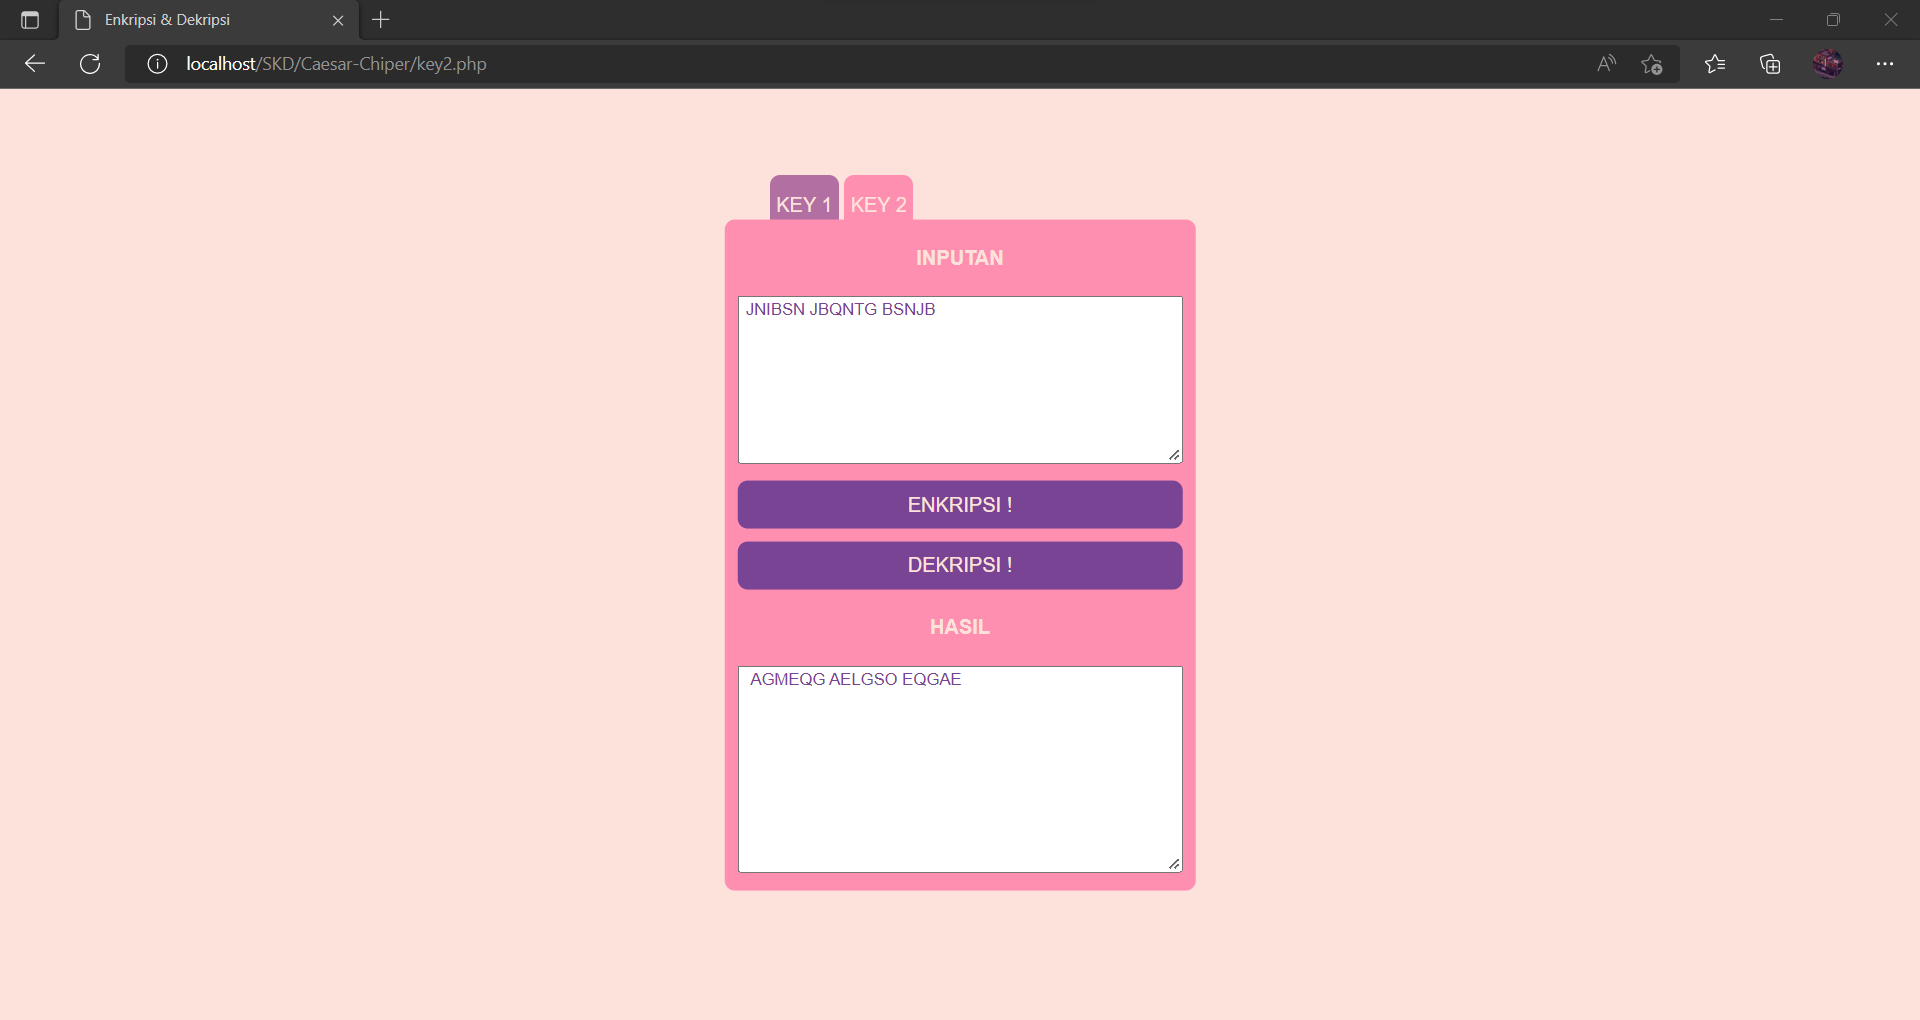 Enkripsi & Dekripsi
localhost/SKD/Caesar-Chiper/key2.php
KEY 1 KEY 2
INPUTAN
JNIBSN JBQNTG BSNJB
ENKRIPSI !
DEKRIPSI !
HASIL
AGMEQG AELGSO EQGAE